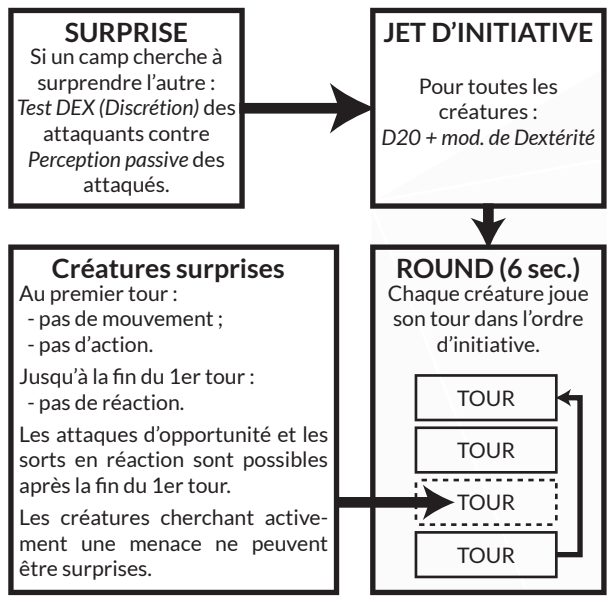 SURPRISE
Si un camp cherche à
surprendre l’autre :
Test DEX (Discrétion) des
attaquants contre
Perception passive des
attaqués.
JET D’INITIATIVE
Pour toutes les
créatures :
D20 + mod. de Dextérité
Créatures surprises
Au premier tour :
- pas de mouvement ;
- pas d’action.
Jusqu’à la fin du 1er tour :
- pas de réaction.
Les attaques d’opportunité et les
sorts en réaction sont possibles
après la fin du 1er tour.
Les créatures cherchant active-
ment une menace ne peuvent
être surprises.
ROUND (6 sec.)
Chaque créature joue
son tour dans l’ordre
d’initiative.
TOUR
TOUR
TOUR
TOUR